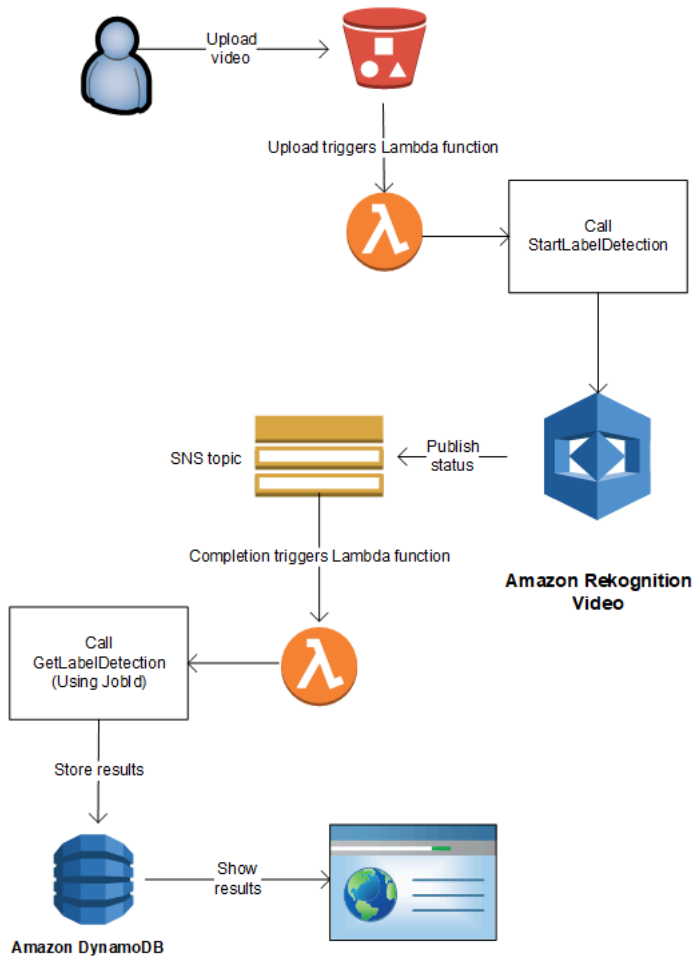 Upload
video
Upload triggers Lambda function
λ
Call
StartLabelDetection
Publish
status
SNS topic
Amazon Rekognition
Video
Completion triggers Lambda function
λ
Call
GetLabelDetection
(Using JobId)
Store results
Show
results
Amazon DynamoDB